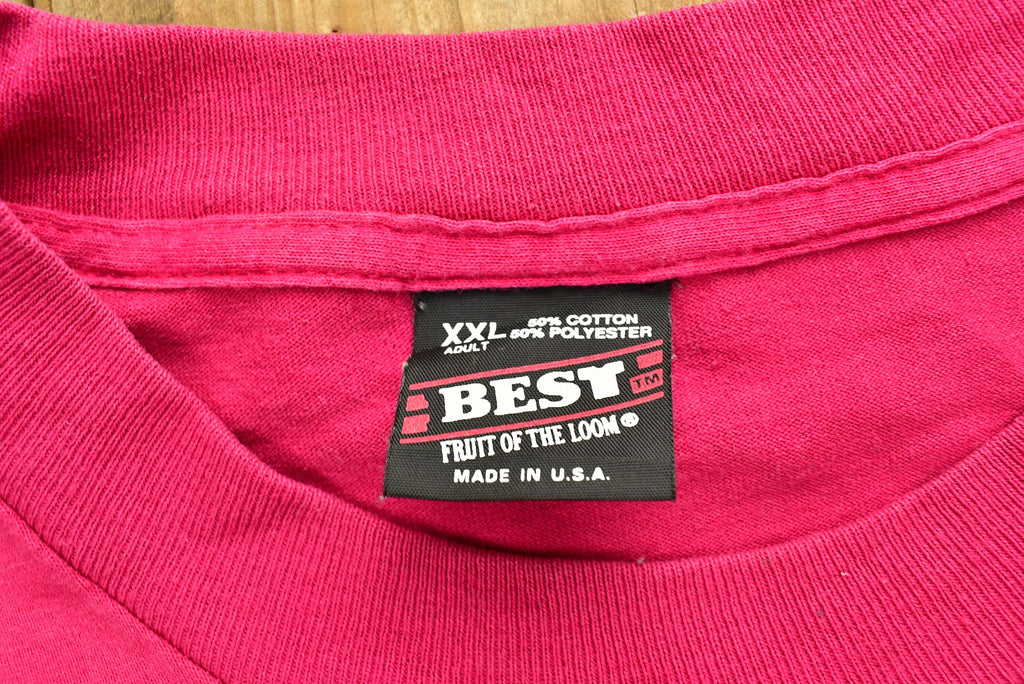 XXL 50% COTTON
ADULT 50% POLYESTER
BEST TM
FRUIT OF THE LOOM®
MADE IN U.S.A.